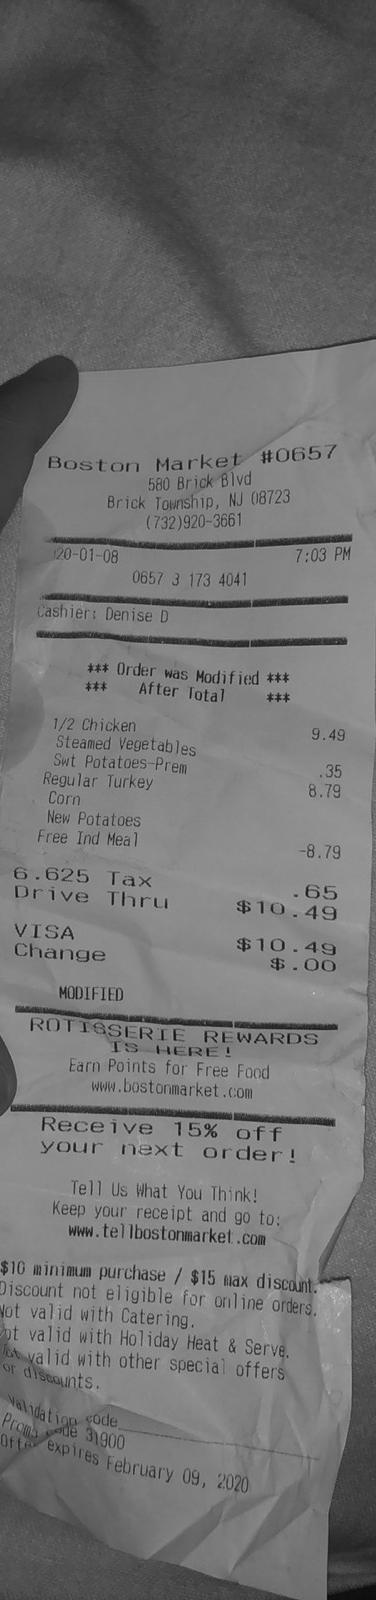 Boston Market #0657
580 Brick Blvd
Brick Township, NJ 08723
(732)920-3661
20-01-08 7:03 PM
0657 3 173 4041
Cashier: Denise D
*** Order was Modified ***
*** After Total ***
1/2 Chicken 9.49
Steamed Vegetables
Swt Potatoes-Prem .35
Regular Turkey 8.79
Corn
New Potatoes
Free Ind Meal -8.79
6.625 Tax .65
Drive Thru $10.49
VISA $10.49
Change $.00
MODIFIED
ROTISSERIE REWARDS
IS HERE!
Earn Points for Free Food
www.bostonmarket.com
Receive 15% off
your next order!
Tell Us What You Think!
Keep your receipt and go to:
www.tellbostonmarket.com
$10 minimum purchase / $15 max discount.
Discount not eligible for online orders.
Not valid with Catering.
Not valid with Holiday Heat & Serve.
Not valid with other special offers
or discounts.
Validation code
Promo code 31900
Offer expires February 09, 2020